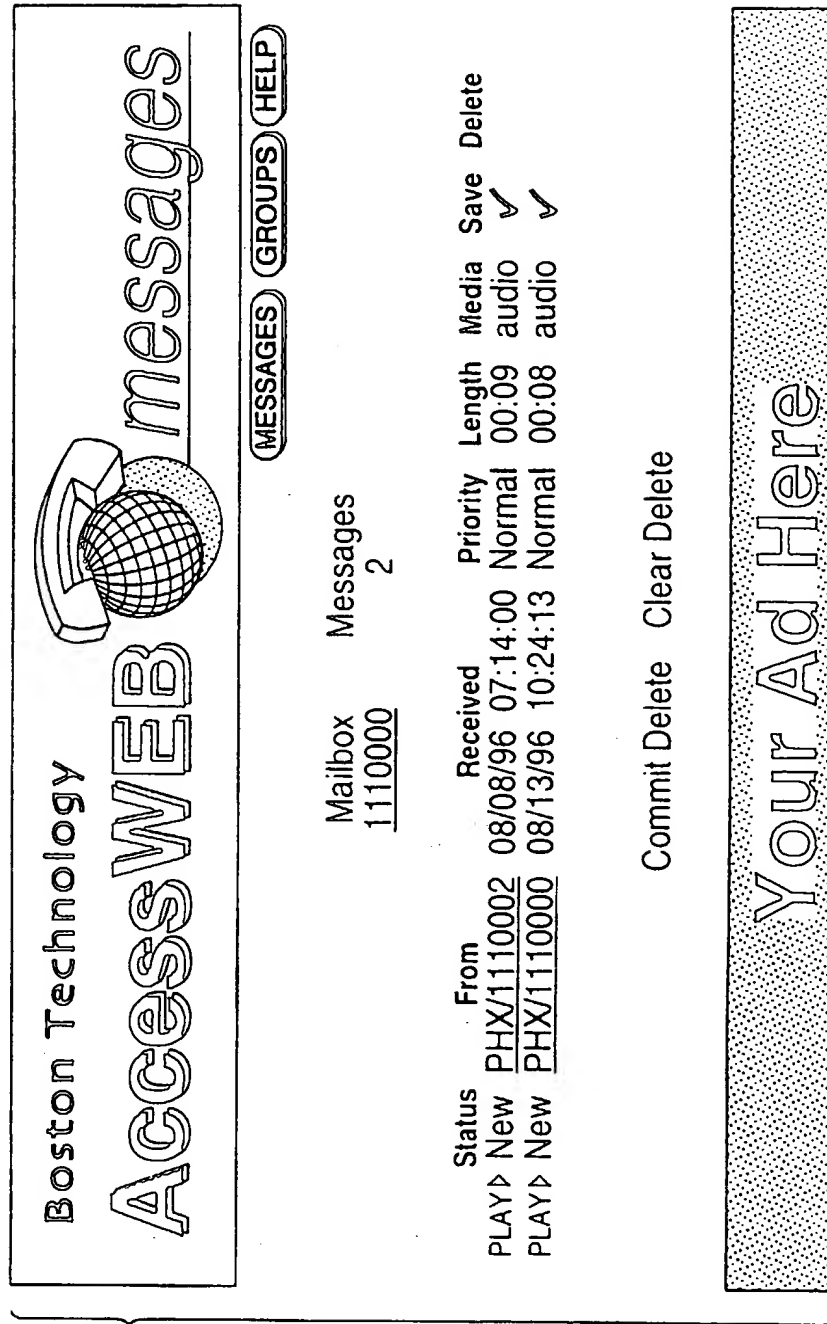 Boston Technology
AccessWEB messages
MESSAGES GROUPS HELP
Mailbox Messages
1110000 2
Status From Received Priority Length Media Save Delete
PLAY New PHX/1110002 08/08/96 07:14:00 Normal 00:09 audio
PLAY New PHX/1110000 08/13/96 10:24:13 Normal 00:08 audio
Commit Delete Clear Delete
Your Ad Here